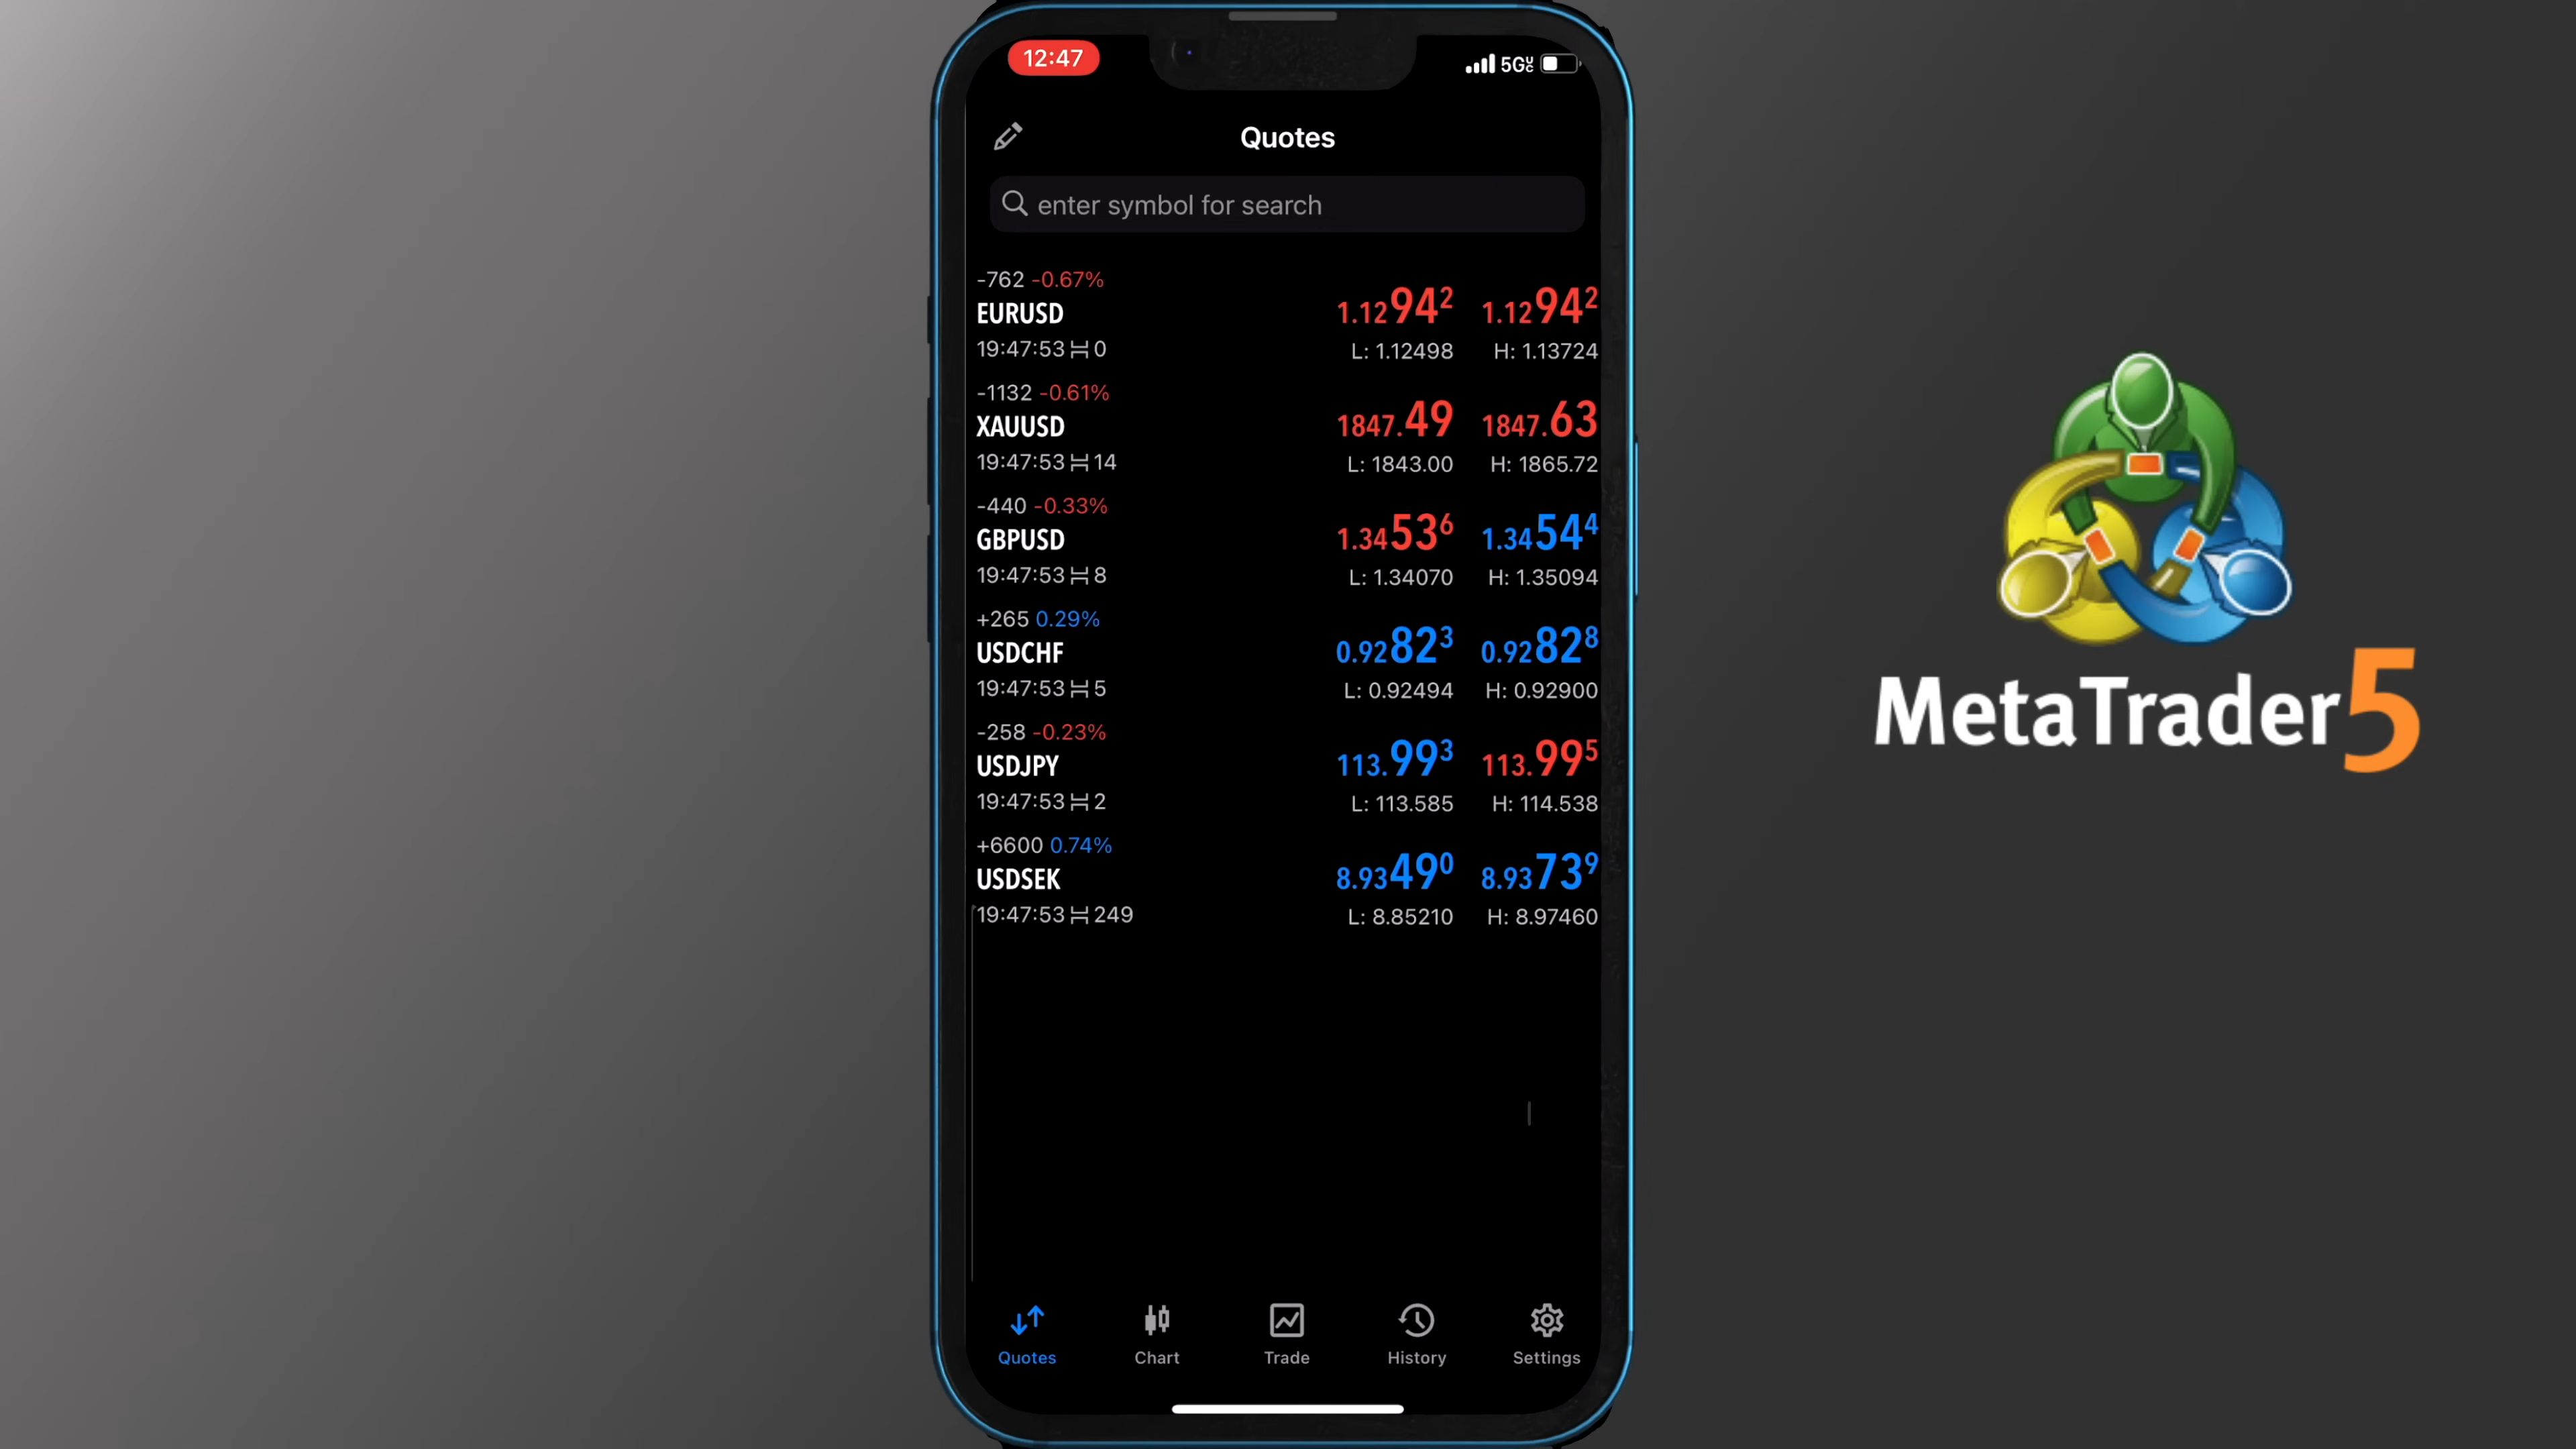 12:47
5G UC
Quotes
enter symbol for search
-762 -0.67%
EURUSD
1.12942 1.12942
19:47:53 0
L: 1.12498 H: 1.13724
-1132 -0.61%
XAUUSD
1847.49 1847.63
19:47:53 14
L: 1843.00 H: 1865.72
-440 -0.33%
GBPUSD
1.34536 1.34544
19:47:53 8
L: 1.34070 H: 1.35094
+265 0.29%
USDCHF
0.92823 0.92828
19:47:53 5
L: 0.92494 H: 0.92900
-258 -0.23%
USDJPY
113.993 113.995
19:47:53 2
L: 113.585 H: 114.538
+6600 0.74%
USDSEK
8.93490 8.93739
19:47:53 249
L: 8.85210 H: 8.97460
Quotes Chart Trade History Settings
MetaTrader 5